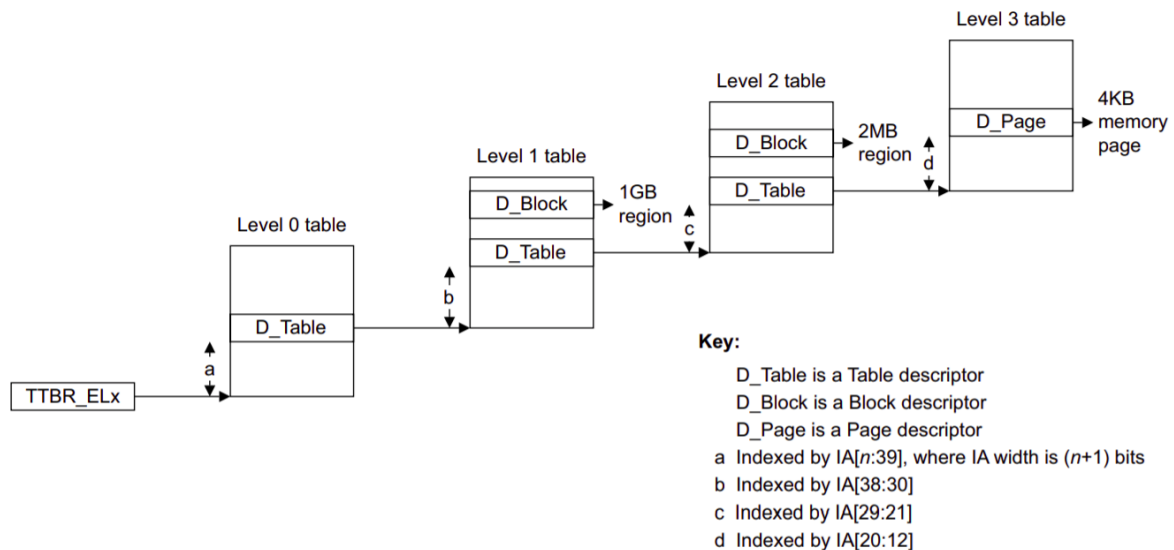 Level 3 table
Level 2 table
D_Page
4KB
memory
page
D_Block
2MB
region
d
Level 1 table
D_Table
D_Block
1GB
region
c
Level 0 table
D_Table
b
D_Table
a
TTBR_ELx
Key:
D_Table is a Table descriptor
D_Block is a Block descriptor
D_Page is a Page descriptor
a Indexed by IA[n:39], where IA width is (n+1) bits
b Indexed by IA[38:30]
c Indexed by IA[29:21]
d Indexed by IA[20:12]